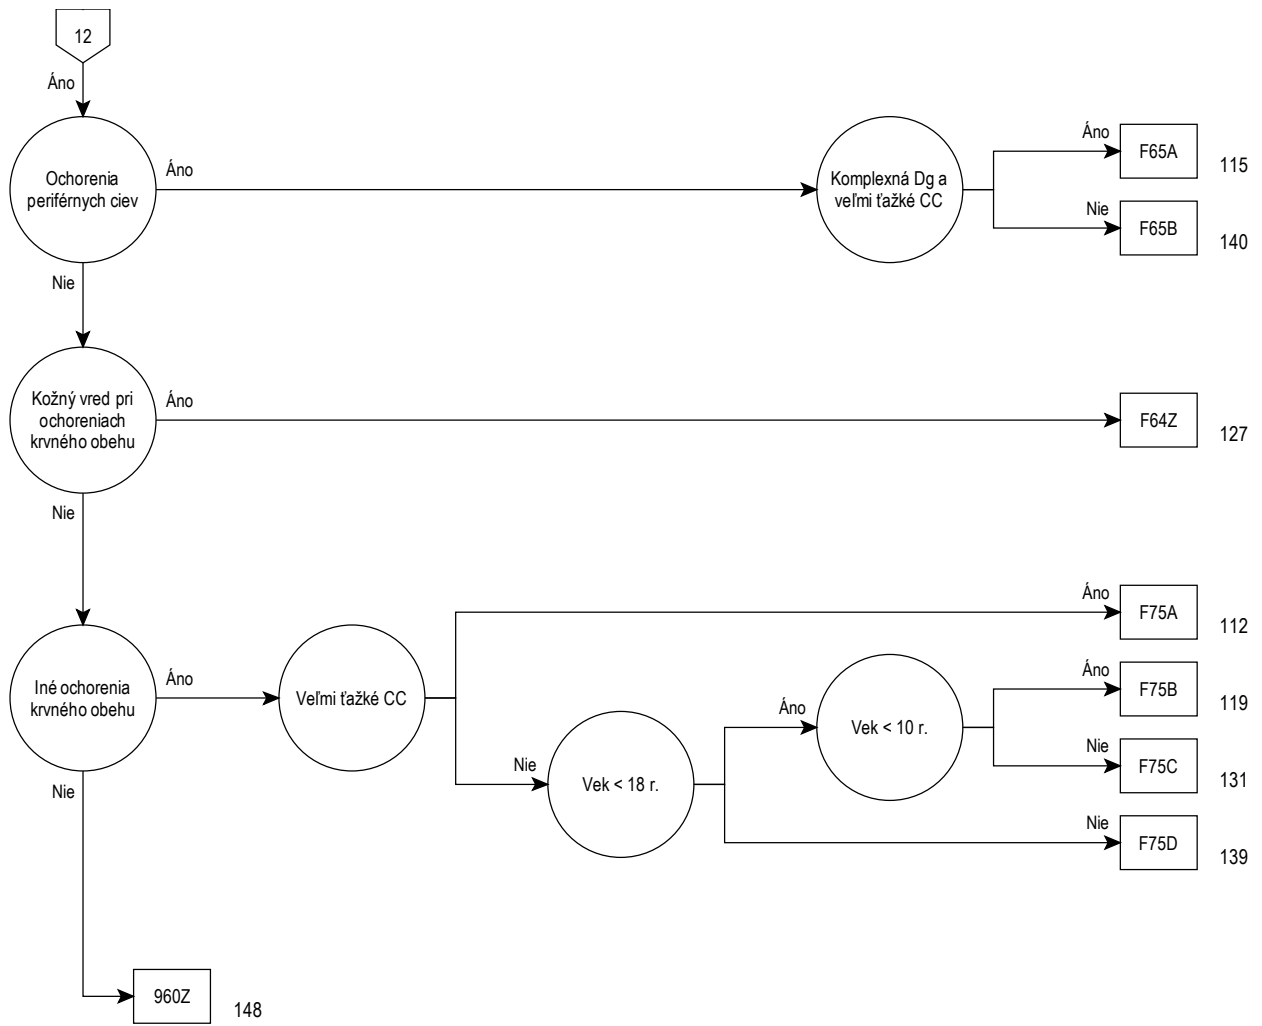 12
Áno
Ochorenia
periférnych ciev
Áno
Komplexná Dg a
veľmi ťažké CC
Áno
F65A
115
Nie
F65B
140
Nie
Kožný vred pri
ochoreniach
krvného obehu
Áno
F64Z
127
Nie
Iné ochorenia
krvného obehu
Áno
Veľmi ťažké CC
Áno
F75A
112
Nie
Vek < 18 r.
Áno
Vek < 10 r.
Áno
F75B
119
Nie
F75C
131
Nie
F75D
139
Nie
960Z
148